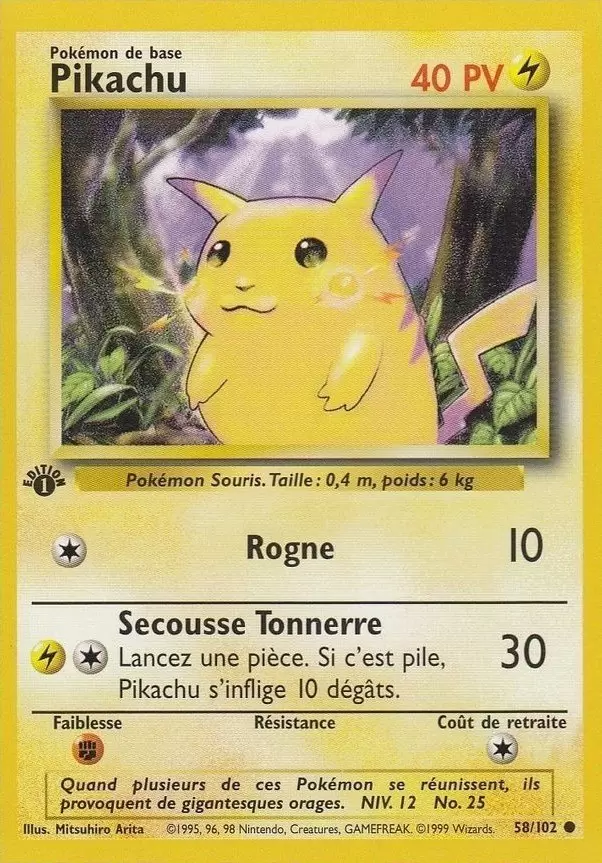 Pokémon de base
Pikachu
40 PV
EDITION
1
Pokémon Souris. Taille : 0,4 m, poids : 6 kg
Rogne
10
Secousse Tonnerre
Lancez une pièce. Si c'est pile,
Pikachu s'inflige 10 dégâts.
30
Faiblesse
Résistance
Coût de retraite
Quand plusieurs de ces Pokémon se réunissent, ils
provoquent de gigantesques orages. NIV. 12 No. 25
Illus. Mitsuhiro Arita ©1995, 96, 98 Nintendo, Creatures, GAMEFREAK. ©1999 Wizards. 58/102